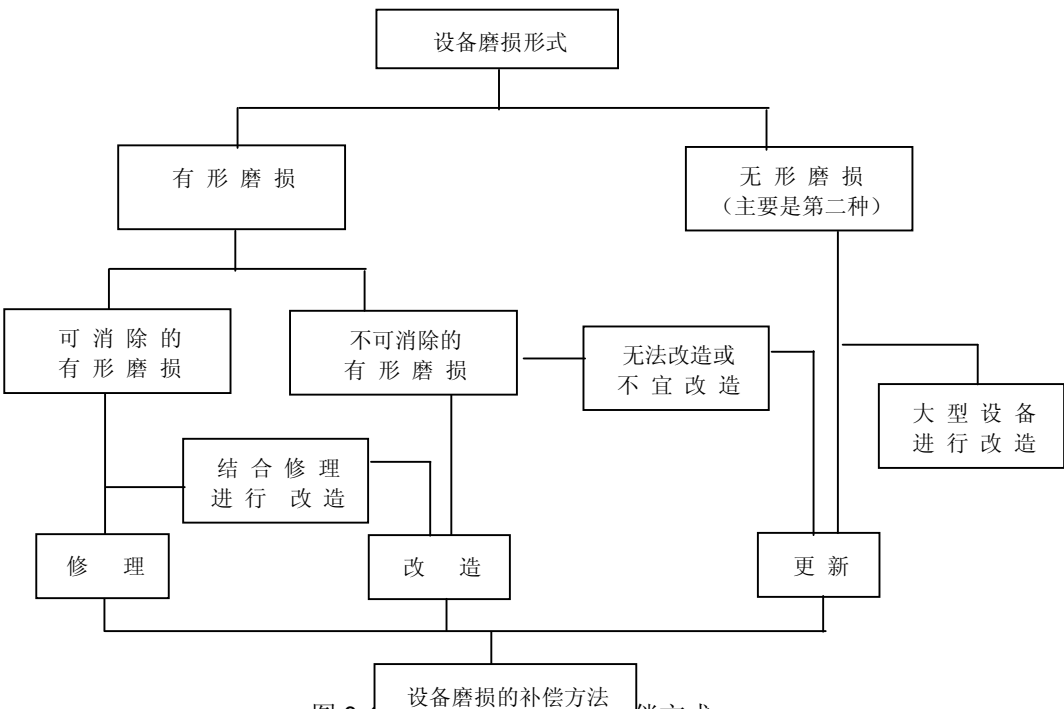 设备磨损形式
有形磨损
无形磨损
（主要是第二种）
可消除的
有形磨损
不可消除的
有形磨损
无法改造或
不宜改造
大型设备
进行改造
结合修理
进行 改造
修 理
改 造
更新
设备磨损的补偿方法
图
方式